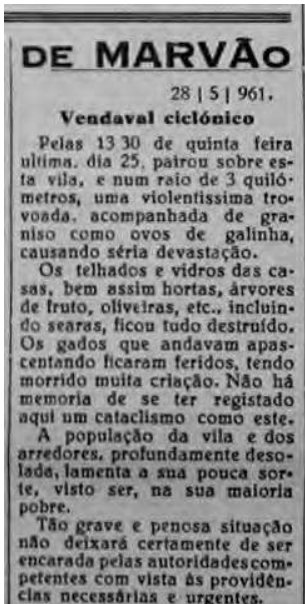 DE MARVÃO
28 | 5 | 961.
Vendaval ciclónico
Pelas 13 30 de quinta feira
ultima, dia 25, pairou sobre es-
ta vila, e num raio de 3 quiló-
metros, uma violentissima tro-
voada, acompanhada de gra-
niso como ovos de galinha,
causando séria devastação.
Os telhados e vidros das ca-
sas, bem assim hortas, árvores
de fruto, oliveiras, etc., incluin-
do searas, ficou tudo destruído.
Os gados que andavam apas-
centando ficaram feridos, tendo
morrido muita criação. Não há
memoria de se ter registado
aqui um cataclismo como este.
A população da vila e dos
arredores, profundamente deso-
lada, lamenta a sua pouca sor-
te, visto ser, na sua maioria
pobre.
Tão grave e penosa situação
não deixará certamente de ser
encarada pelas autoridades com-
petentes com vista às providên-
cias necessárias e urgentes.